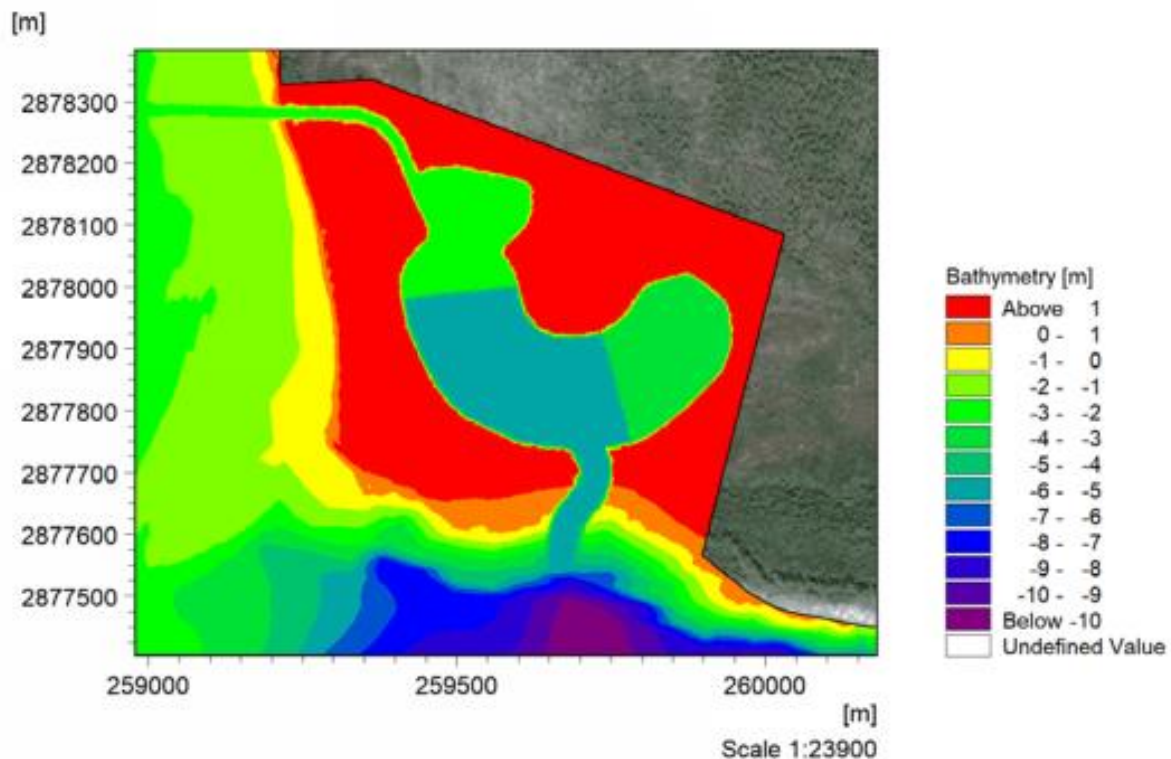 [m]
2878300
2878200
2878100
2878000
2877900
2877800
2877700
2877600
2877500
259000 259500 260000
[m]
Scale 1:23900
Bathymetry [m]
Above 1
0 - 1
-1 - 0
-2 - -1
-3 - -2
-4 - -3
-5 - -4
-6 - -5
-7 - -6
-8 - -7
-9 - -8
-10 - -9
Below -10
Undefined Value